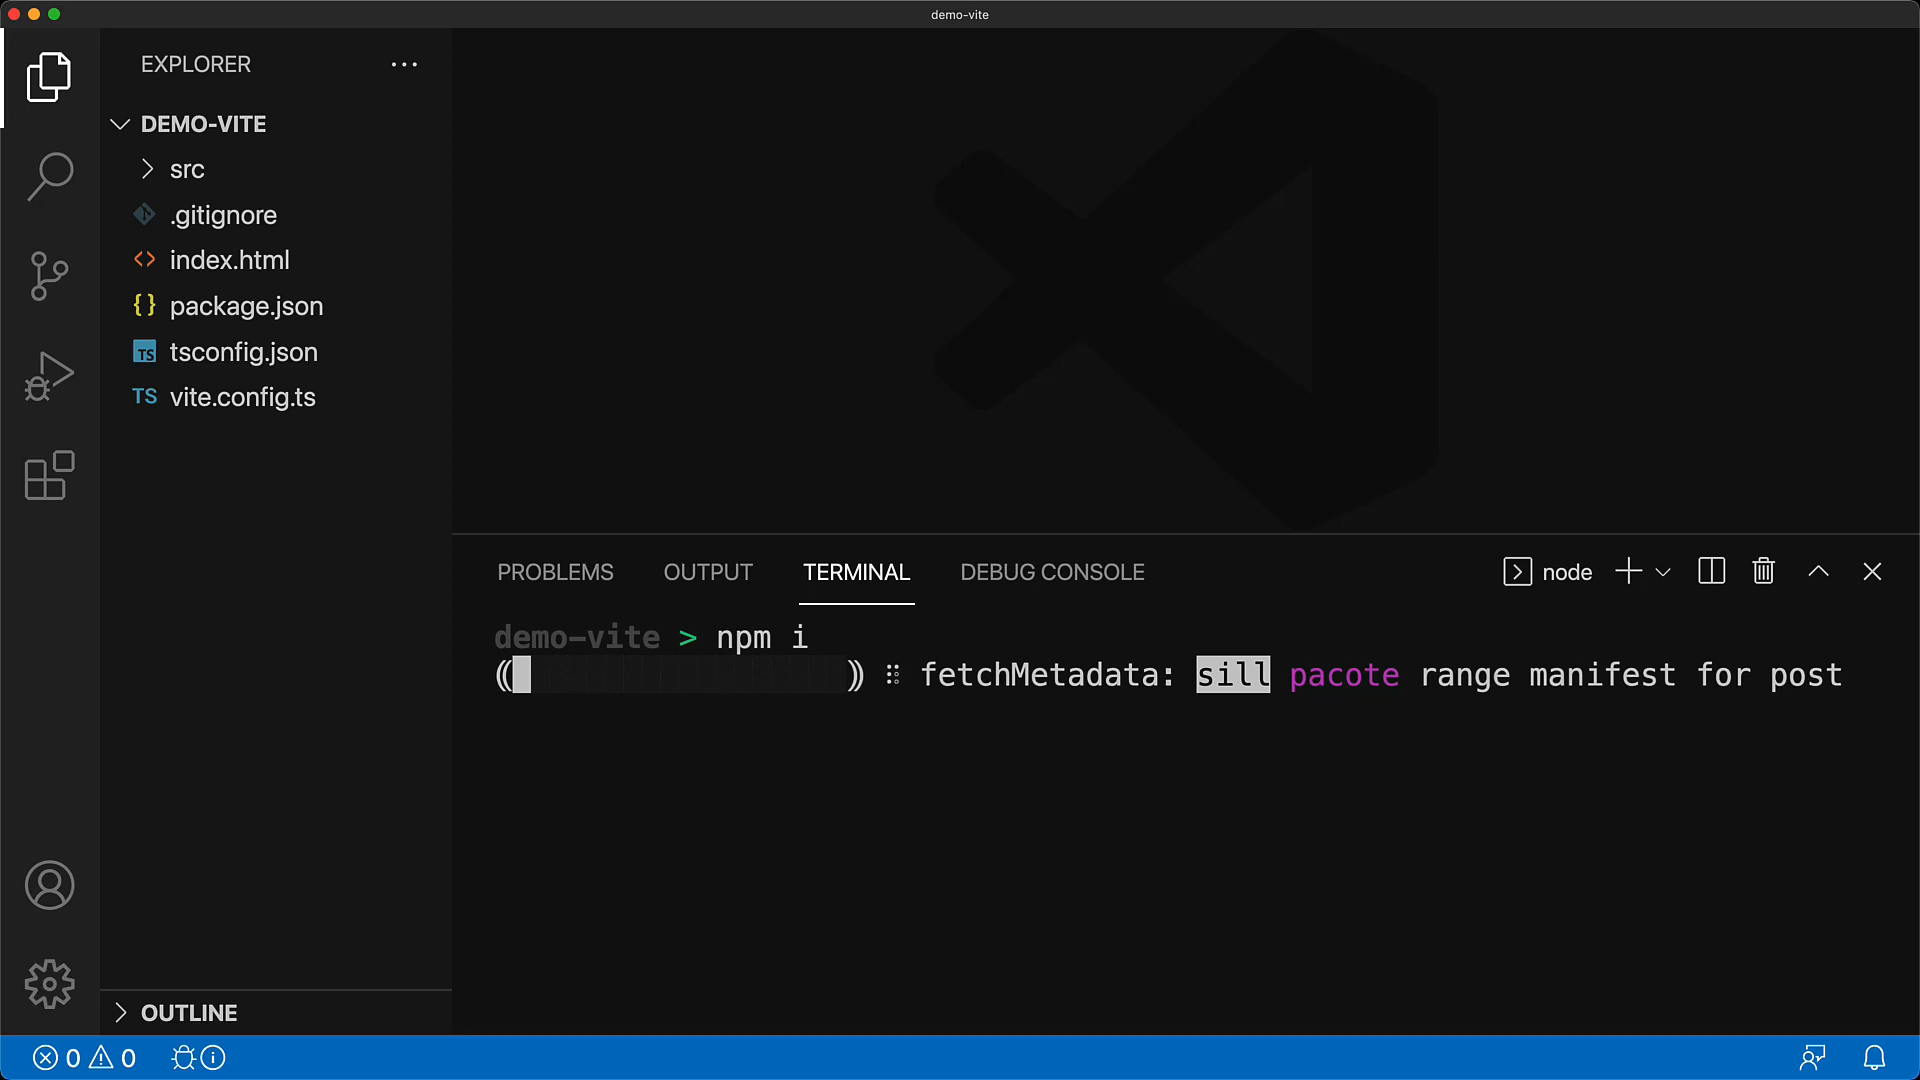 demo-vite
EXPLORER
DEMO-VITE
src
.gitignore
index.html
{} package.json
TS tsconfig.json
TS vite.config.ts
PROBLEMS OUTPUT TERMINAL DEBUG CONSOLE node
demo-vite > npm i
(( )) ⠿ fetchMetadata: sill pacote range manifest for post
OUTLINE
0 0